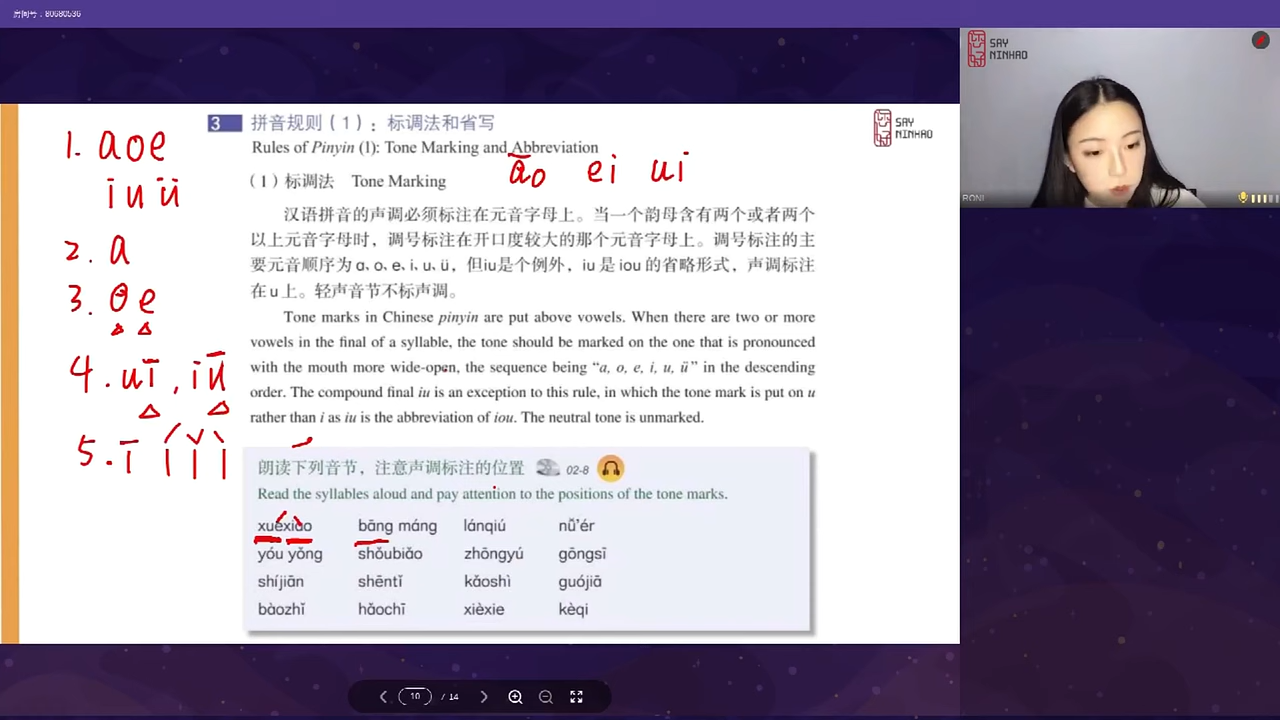 房间号：80680536
SAY
NINHAO
RONI
3 拼音规则（1）：标调法和省写
Rules of Pinyin (1): Tone Marking and Abbreviation
SAY
NINHAO
（1）标调法 Tone Marking
āo ei ui
汉语拼音的声调必须标注在元音字母上。当一个韵母含有两个或者两个
以上元音字母时，调号标注在开口度较大的那个元音字母上。调号标注的主
要元音顺序为 a、o、e、i、u、ü，但iu是个例外，iu 是 iou 的省略形式，声调标注
在 u 上。轻声音节不标声调。
Tone marks in Chinese pinyin are put above vowels. When there are two or more
vowels in the final of a syllable, the tone should be marked on the one that is pronounced
with the mouth more wide-open, the sequence being “a, o, e, i, u, ü” in the descending
order. The compound final iu is an exception to this rule, in which the tone mark is put on u
rather than i as iu is the abbreviation of iou. The neutral tone is unmarked.
1. a o e
i u ü
2. a
3. o e
4. uī, iū
5. ī í ǐ ì
朗读下列音节，注意声调标注的位置 02-8
Read the syllables aloud and pay attention to the positions of the tone marks.
xuéxiào bāng máng lánqiú nǚ'ér
yóu yǒng shǒubiǎo zhōngyú gōngsī
shíjiān shēntǐ kǎoshì guójiā
bàozhǐ hǎochī xièxie kèqi
10 / 14